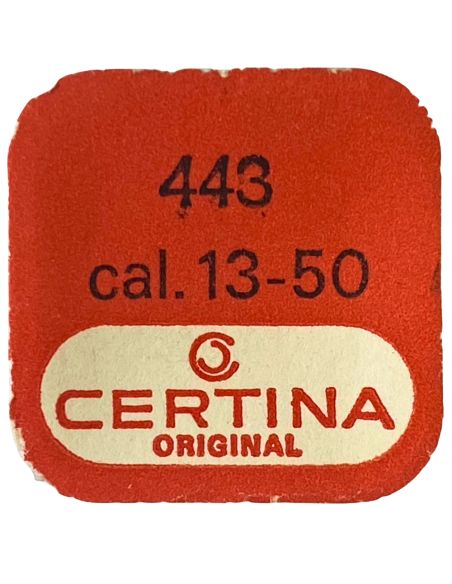 443
cal. 13-50
CERTINA
ORIGINAL